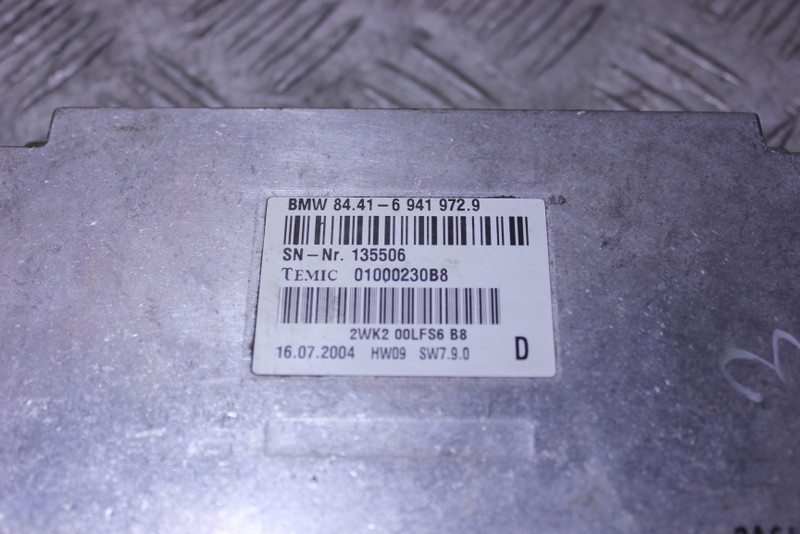 BMW 84.41-6 941 972.9
SN-Nr. 135506
TEMIC 01000230B8
2WK2 00LFS6 B8
16.07.2004 HW09 SW7.9.0 D
3